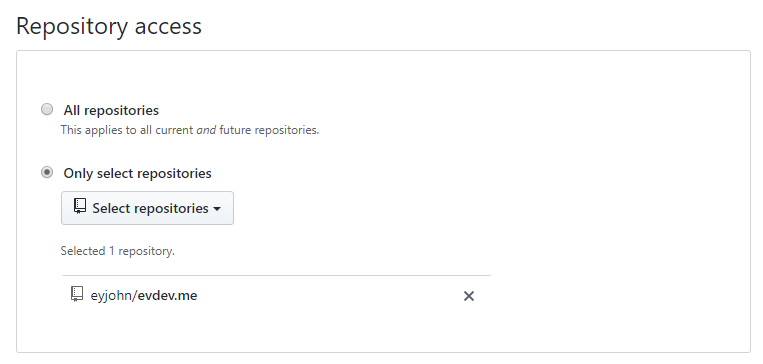 Repository access
All repositories
This applies to all current and future repositories.
Only select repositories
Select repositories
Selected 1 repository.
eyjohn/evdev.me